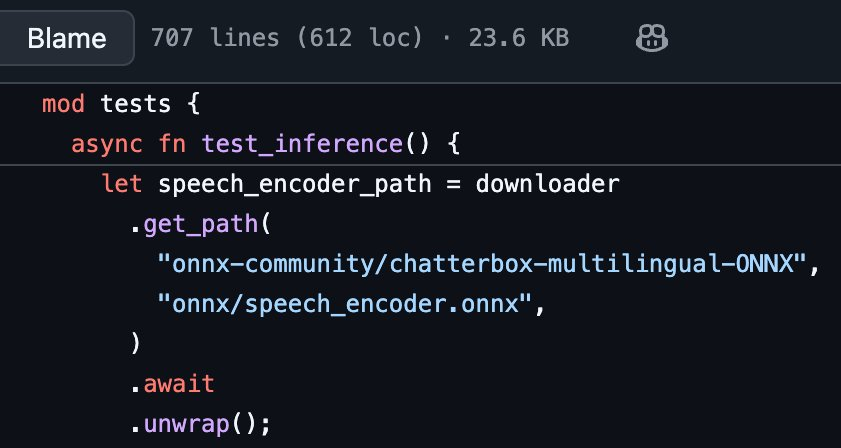 Blame 707 lines (612 loc) · 23.6 KB
mod tests {
async fn test_inference() {
let speech_encoder_path = downloader
.get_path(
"onnx-community/chatterbox-multilingual-ONNX",
"onnx/speech_encoder.onnx",
)
.await
.unwrap();